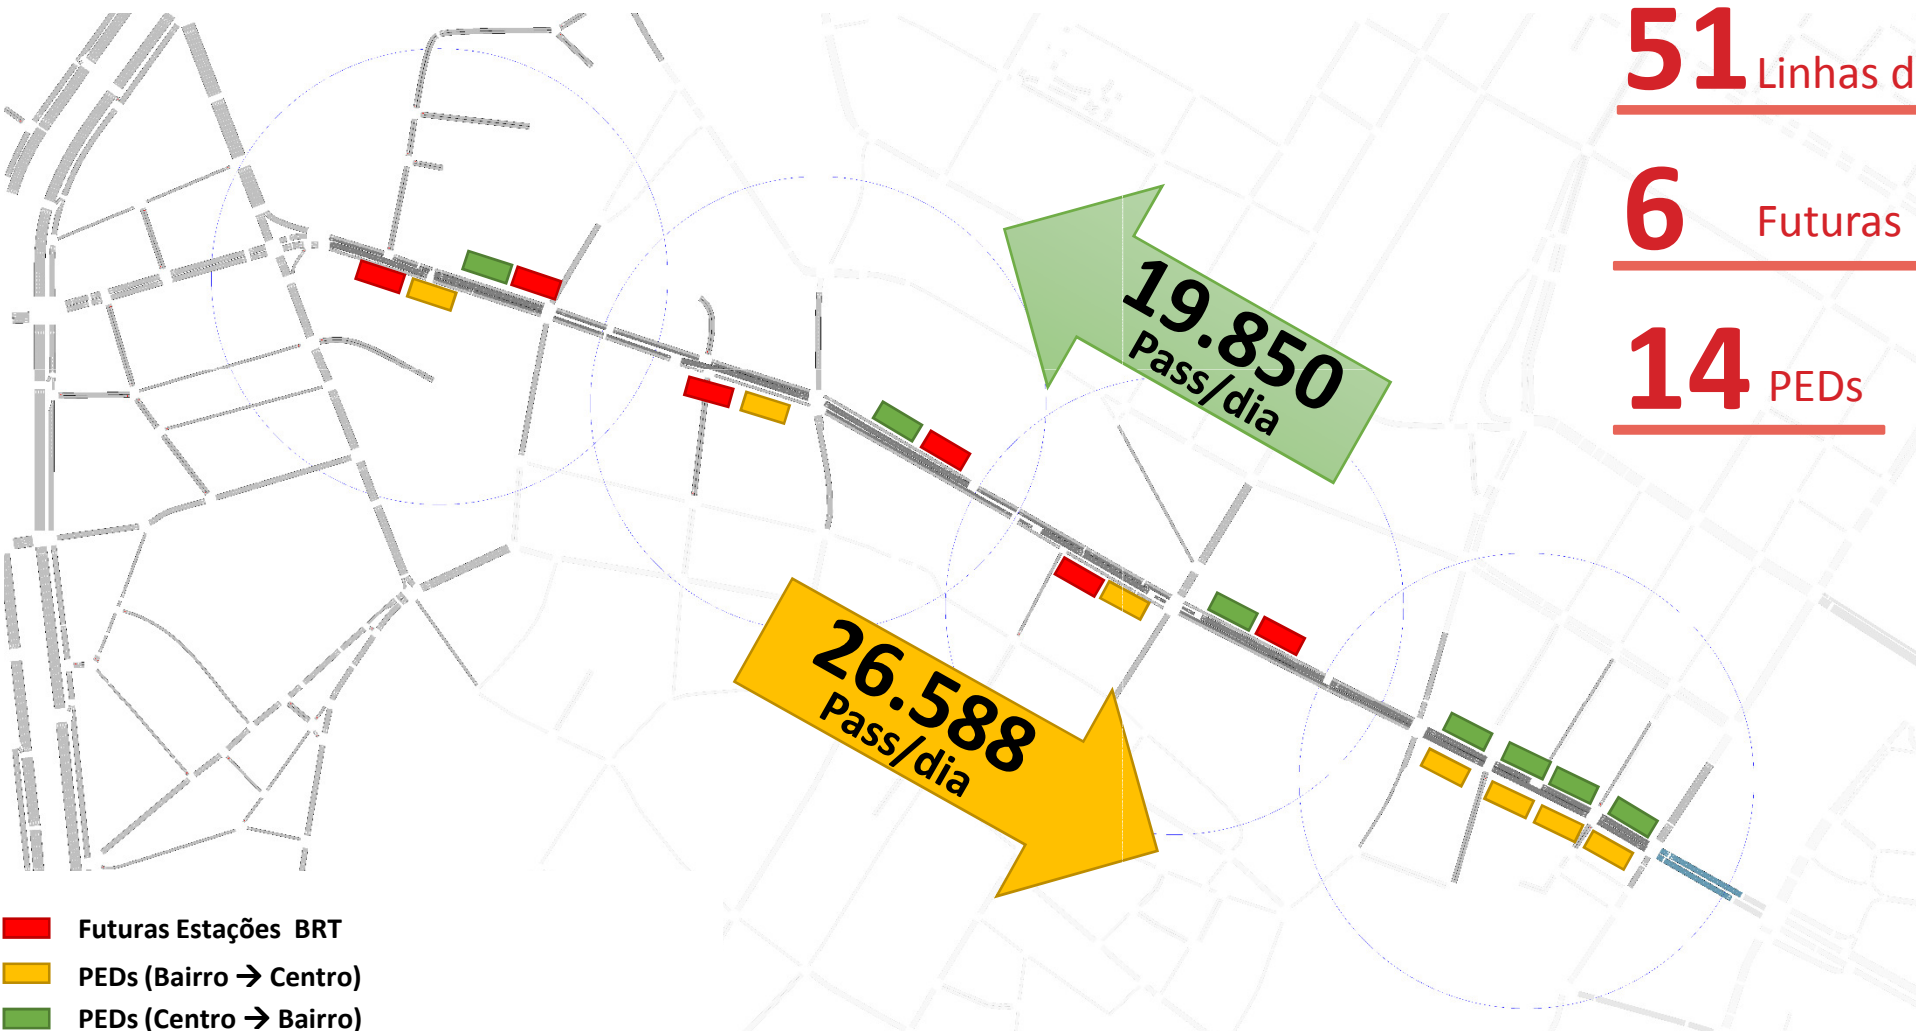 51 Linhas d
6 Futuras
14 PEDs
19.850
Pass/dia
26.588
Pass/dia
Futuras Estações BRT
PEDs (Bairro → Centro)
PEDs (Centro → Bairro)